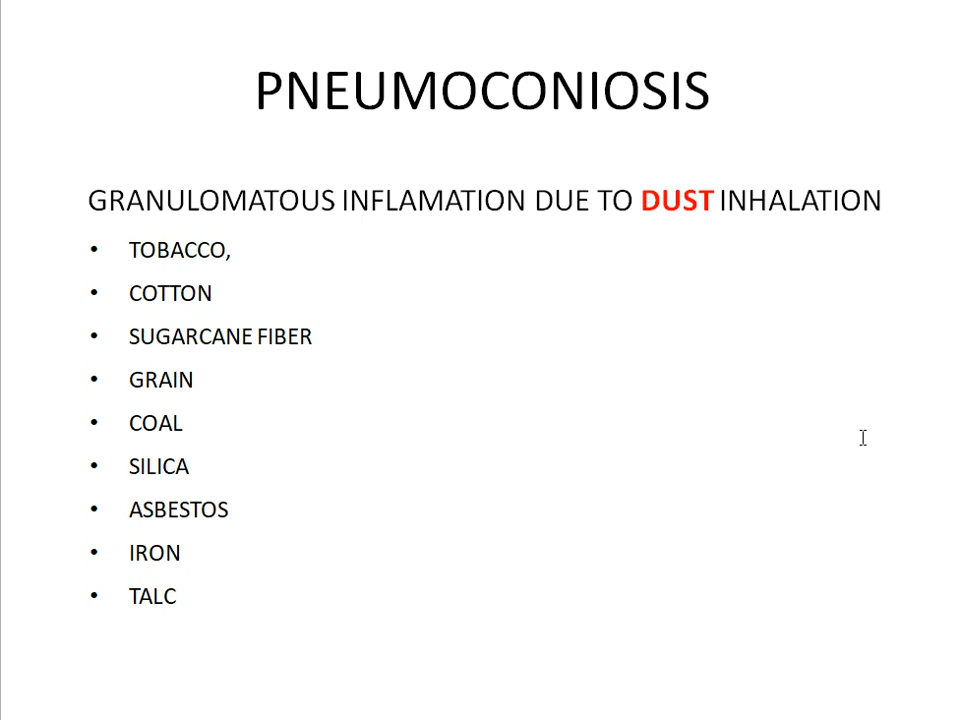 PNEUMOCONIOSIS
GRANULOMATOUS INFLAMATION DUE TO DUST INHALATION
• TOBACCO,
• COTTON
• SUGARCANE FIBER
• GRAIN
• COAL
• SILICA
• ASBESTOS
• IRON
• TALC